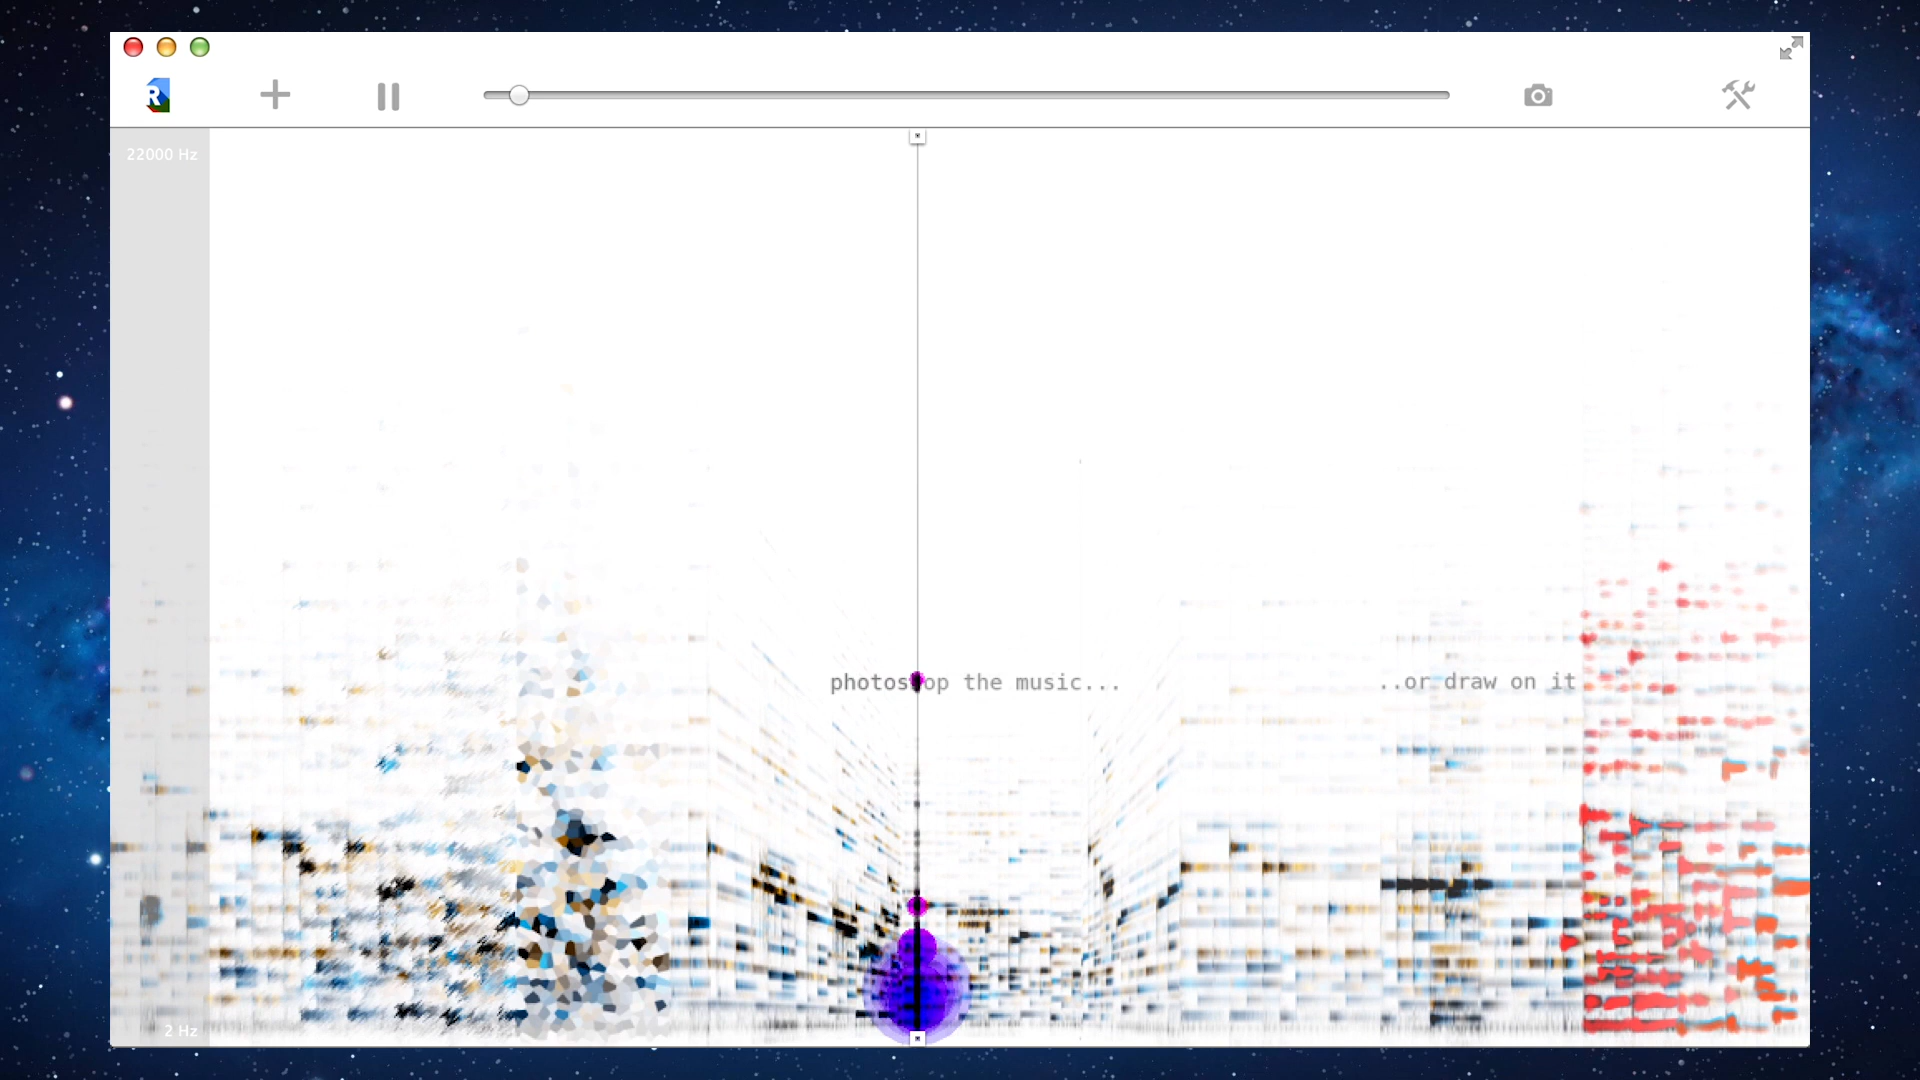 R
22000 Hz
photoshop the music...
..or draw on it
2 Hz